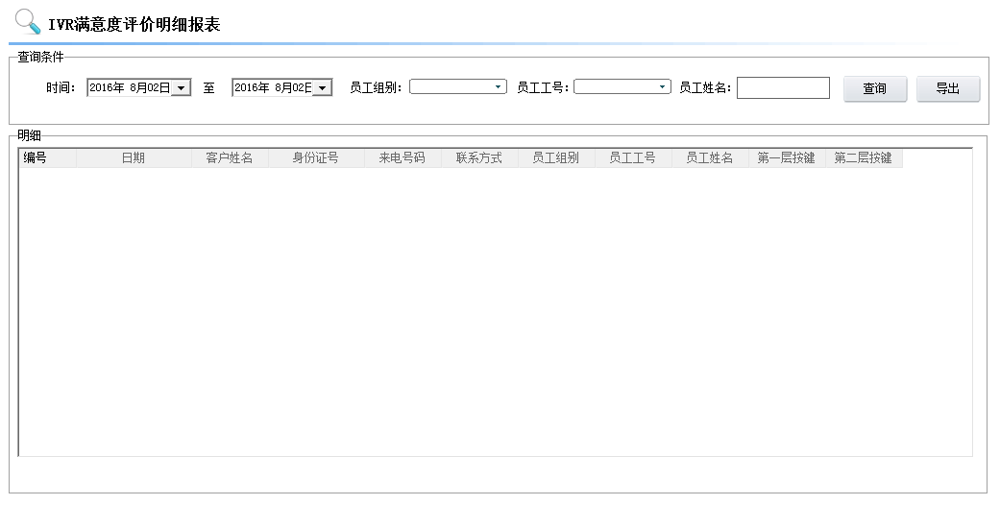 IVR满意度评价明细报表
查询条件
时间： 2016年 8月02日 至 2016年 8月02日 员工组别： 员工工号： 员工姓名： 查询 导出
明细
编号 日期 客户姓名 身份证号 来电号码 联系方式 员工组别 员工工号 员工姓名 第一层按键 第二层按键